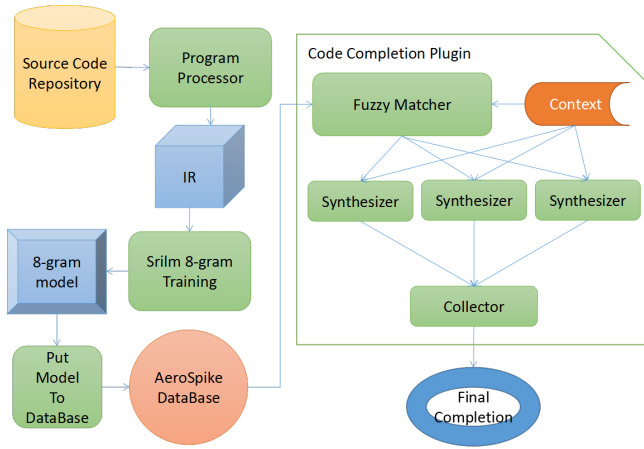 Source Code
Repository
Program
Processor
IR
Srilm 8-gram
Training
8-gram
model
Put
Model
To
DataBase
AeroSpike
DataBase
Code Completion Plugin
Fuzzy Matcher
Context
Synthesizer
Synthesizer
Synthesizer
Collector
Final
Completion